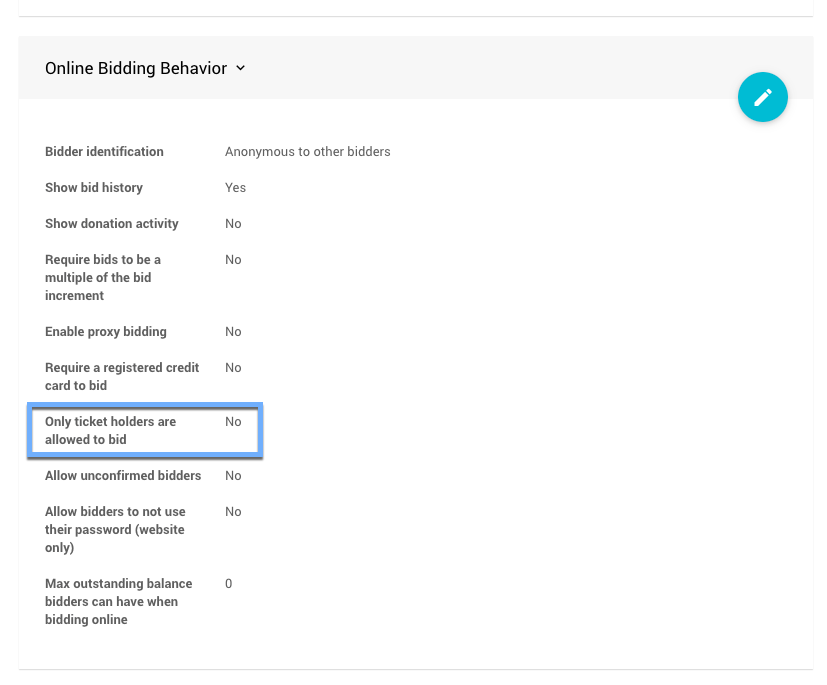 Online Bidding Behavior
Bidder identification Anonymous to other bidders
Show bid history Yes
Show donation activity No
Require bids to be a No
multiple of the bid
increment
Enable proxy bidding No
Require a registered credit No
card to bid
Only ticket holders are No
allowed to bid
Allow unconfirmed bidders No
Allow bidders to not use No
their password (website
only)
Max outstanding balance 0
bidders can have when
bidding online